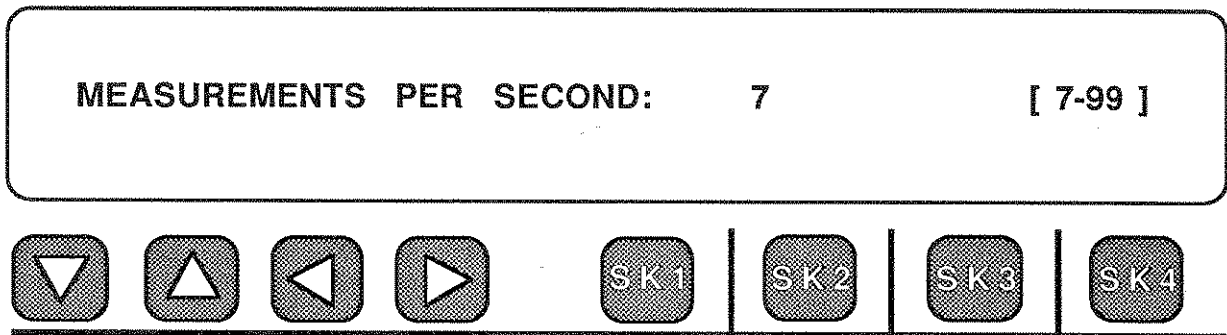 MEASUREMENTS PER SECOND: 7 [ 7-99 ]
SK1 SK2 SK3 SK4